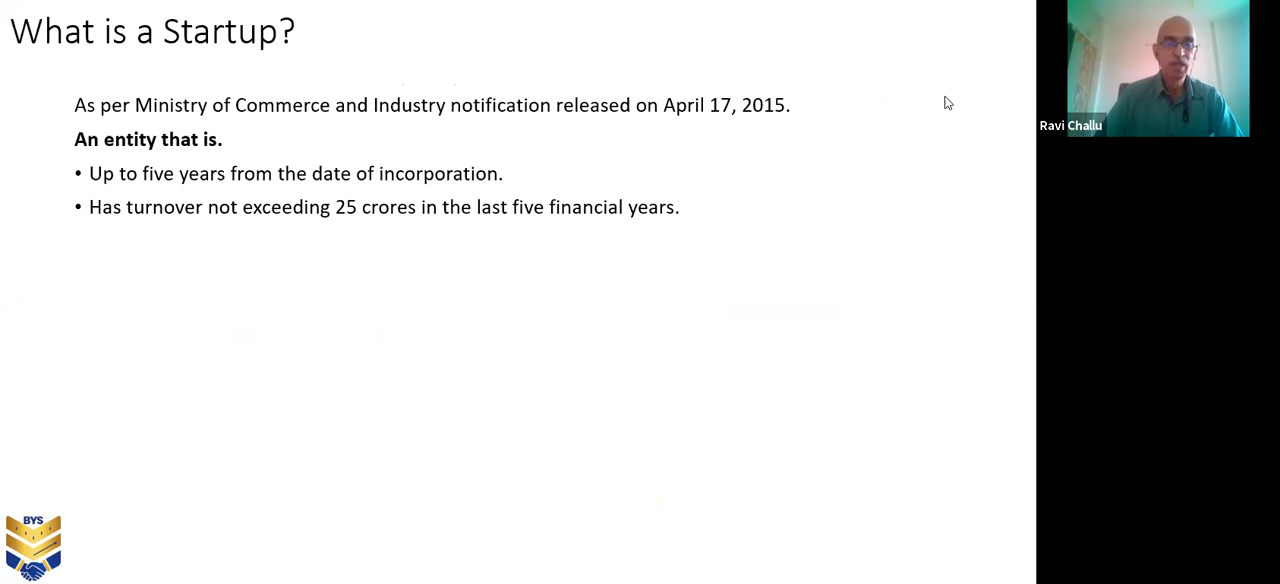 What is a Startup?
As per Ministry of Commerce and Industry notification released on April 17, 2015.
An entity that is.
• Up to five years from the date of incorporation.
• Has turnover not exceeding 25 crores in the last five financial years.
Ravi Challu
BYS